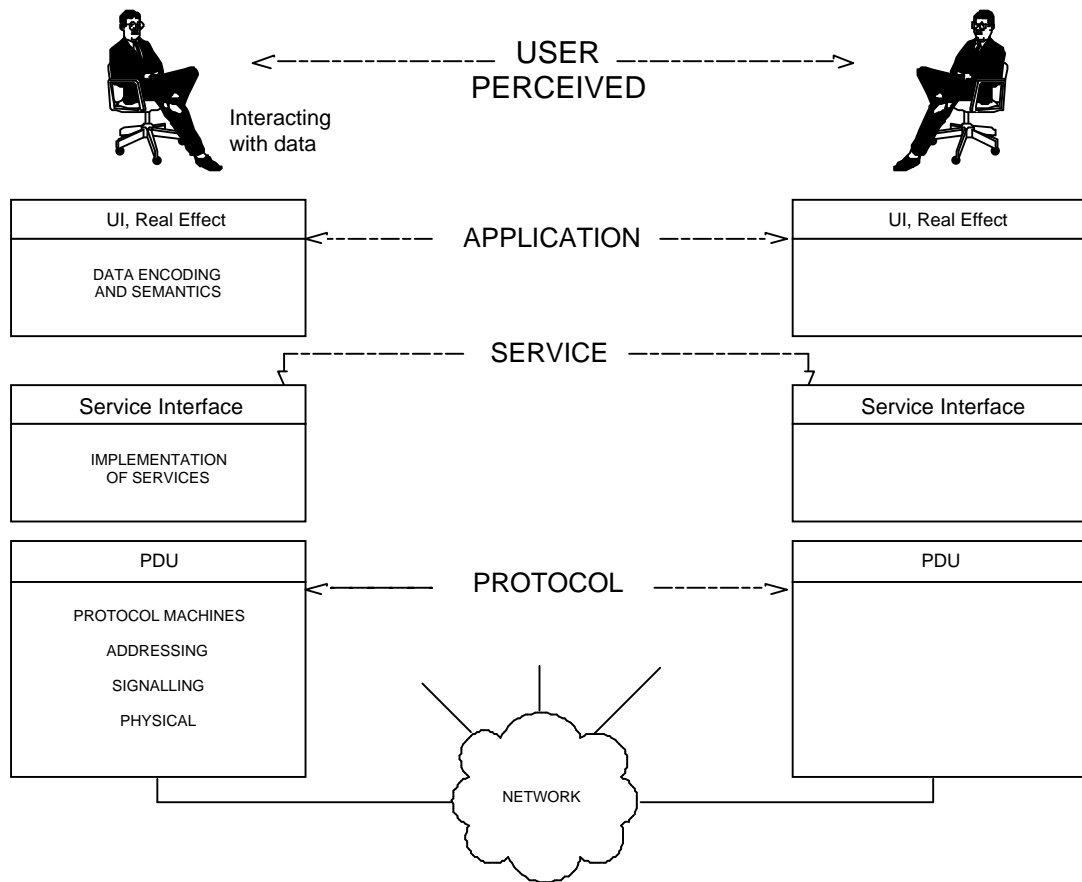 USER
PERCEIVED
Interacting
with data
UI, Real Effect
UI, Real Effect
APPLICATION
DATA ENCODING
AND SEMANTICS
SERVICE
Service Interface
Service Interface
IMPLEMENTATION
OF SERVICES
PDU
PDU
PROTOCOL
PROTOCOL MACHINES
ADDRESSING
SIGNALLING
PHYSICAL
NETWORK